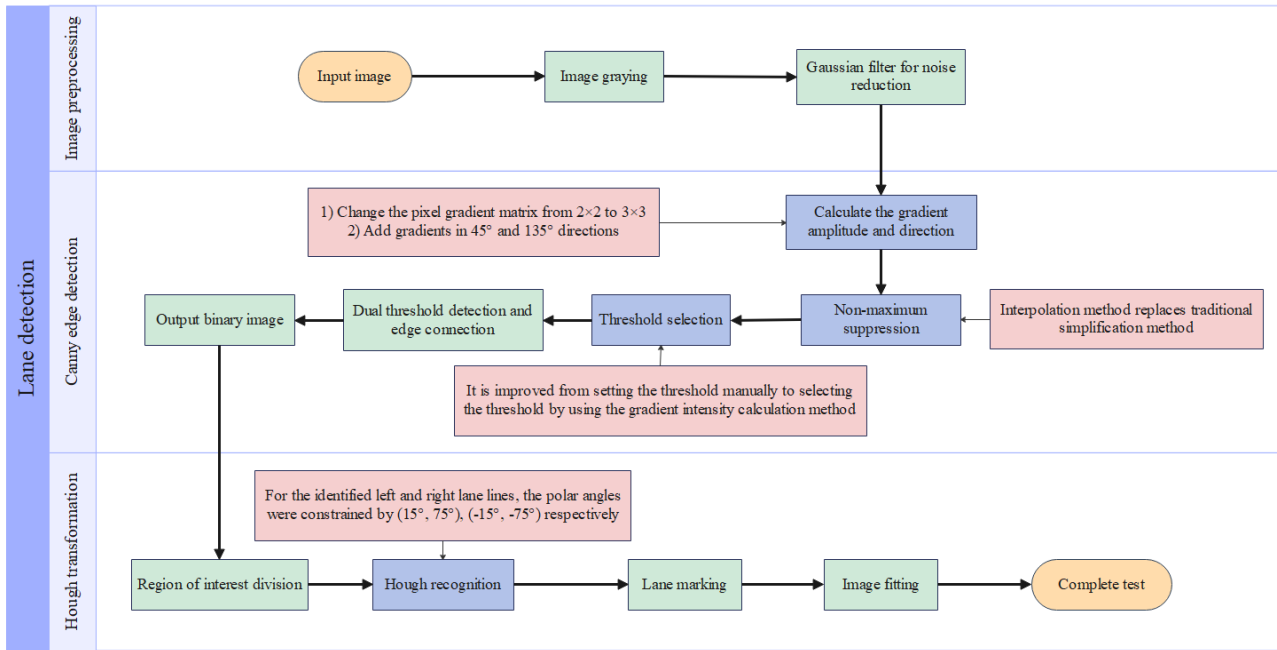 Lane detection
Image preprocessing
Input image
Image graying
Gaussian filter for noise
reduction
Canny edge detection
1) Change the pixel gradient matrix from 2×2 to 3×3
2) Add gradients in 45° and 135° directions
Calculate the gradient
amplitude and direction
Output binary image
Dual threshold detection and
edge connection
Threshold selection
Non-maximum
suppression
Interpolation method replaces traditional
simplification method
It is improved from setting the threshold manually to selecting
the threshold by using the gradient intensity calculation method
Hough transformation
For the identified left and right lane lines, the polar angles
were constrained by (15°, 75°), (-15°, -75°) respectively
Region of interest division
Hough recognition
Lane marking
Image fitting
Complete test